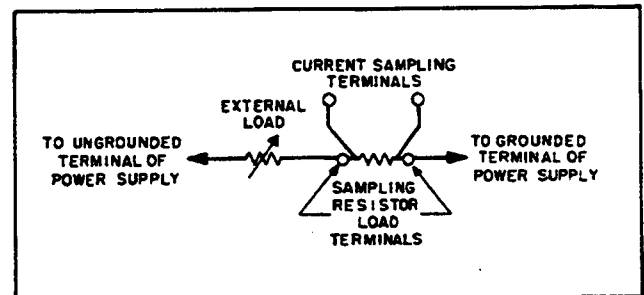 CURRENT SAMPLING
TERMINALS
EXTERNAL
LOAD
TO UNGROUNDED
TERMINAL OF
POWER SUPPLY
TO GROUNDED
TERMINAL OF
POWER SUPPLY
SAMPLING
RESISTOR
LOAD
TERMINALS